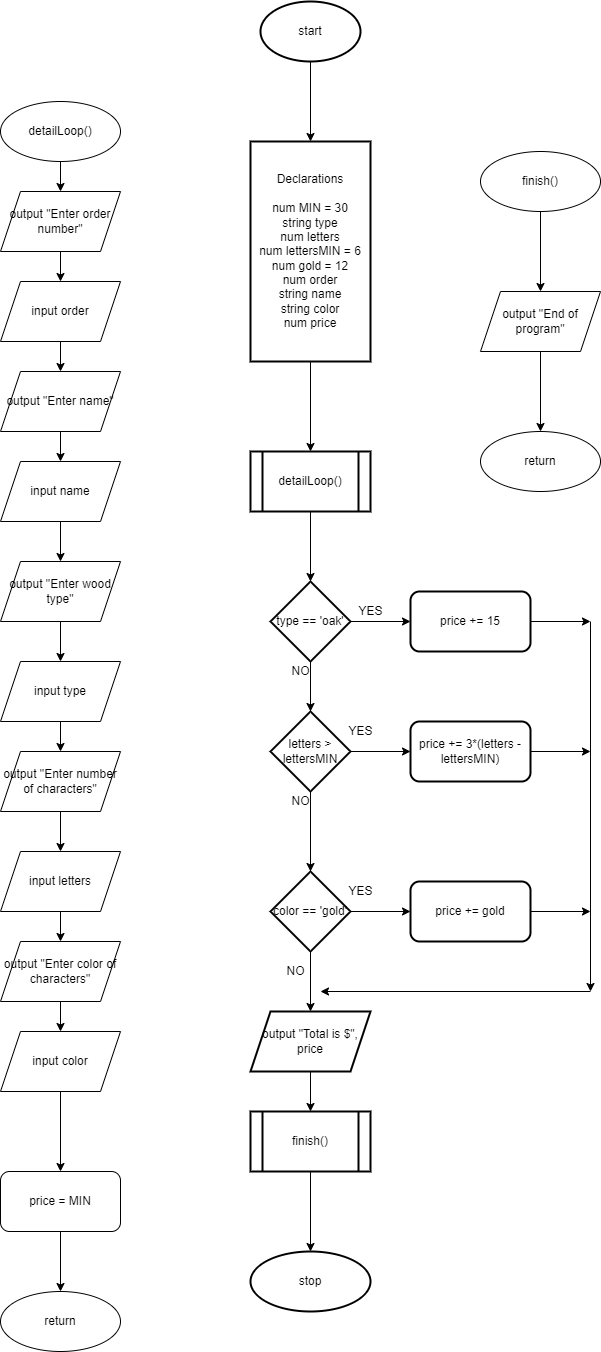 detailLoop()
output "Enter order
number"
input order
output "Enter name"
input name
output "Enter wood
type"
input type
output "Enter number
of characters"
input letters
output "Enter color of
characters"
input color
price = MIN
return
start
Declarations
num MIN = 30
string type
num letters
num lettersMIN = 6
num gold = 12
num order
string name
string color
num price
detailLoop()
type == 'oak'
YES
price += 15
NO
letters >
lettersMIN
YES
price += 3*(letters -
lettersMIN)
NO
color == 'gold'
YES
price += gold
NO
output "Total is $",
price
finish()
stop
finish()
output "End of
program"
return